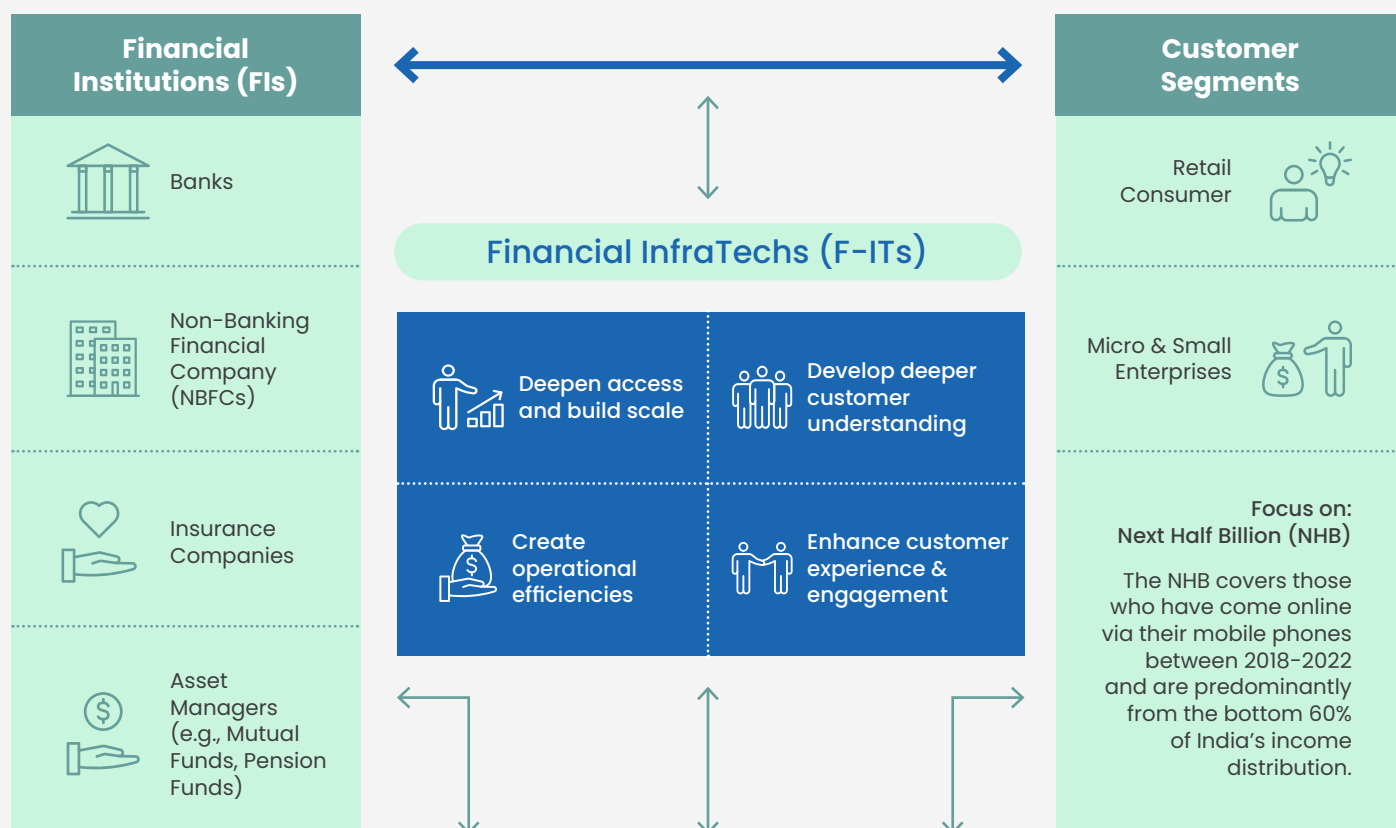 Financial
Institutions (FIs)
Banks
Non-Banking
Financial
Company
(NBFCs)
Insurance
Companies
Asset
Managers
(e.g., Mutual
Funds, Pension
Funds)
Financial InfraTechs (F-ITs)
Deepen access
and build scale
Develop deeper
customer
understanding
Create
operational
efficiencies
Enhance customer
experience &
engagement
Customer
Segments
Retail
Consumer
Micro & Small
Enterprises
Focus on:
Next Half Billion (NHB)
The NHB covers those
who have come online
via their mobile phones
between 2018-2022
and are predominantly
from the bottom 60%
of India’s income
distribution.